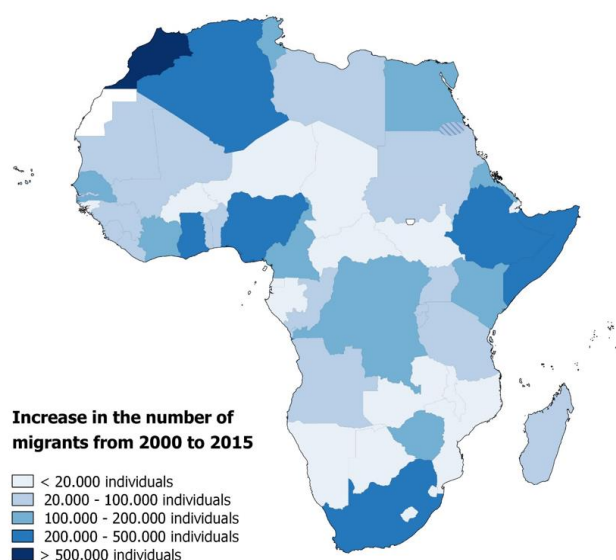 Increase in the number of
migrants from 2000 to 2015
< 20.000 individuals
20.000 - 100.000 individuals
100.000 - 200.000 individuals
200.000 - 500.000 individuals
> 500.000 individuals